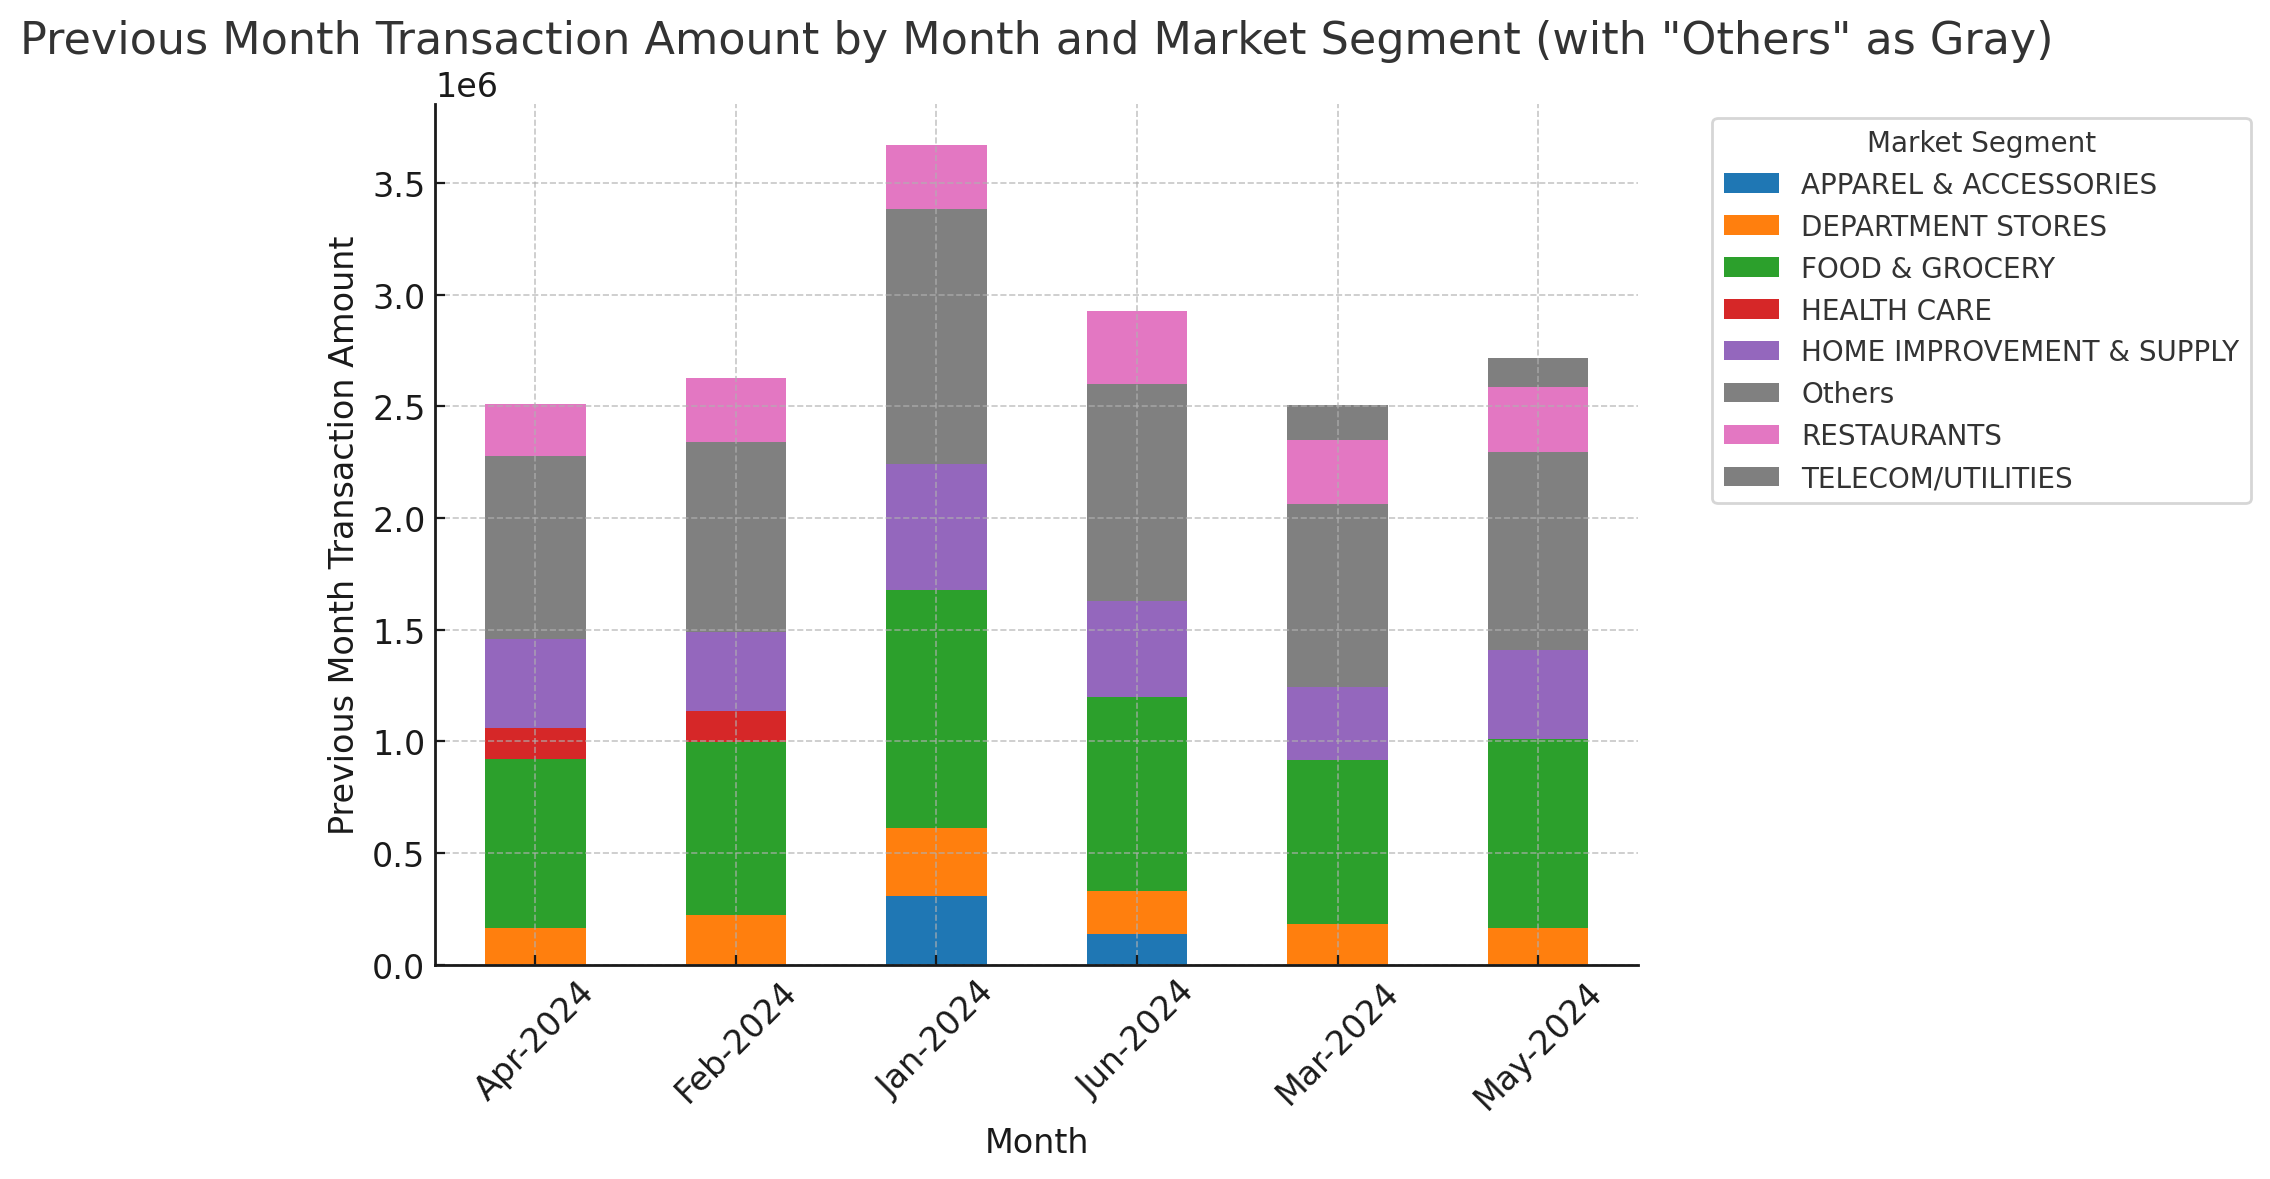 Previous Month Transaction Amount by Month and Market Segment (with "Others" as Gray)
1e6
Previous Month Transaction Amount
3.5
3.0
2.5
2.0
1.5
1.0
0.5
0.0
Apr-2024
Feb-2024
Jan-2024
Jun-2024
Mar-2024
May-2024
Month
Market Segment
APPAREL & ACCESSORIES
DEPARTMENT STORES
FOOD & GROCERY
HEALTH CARE
HOME IMPROVEMENT & SUPPLY
Others
RESTAURANTS
TELECOM/UTILITIES